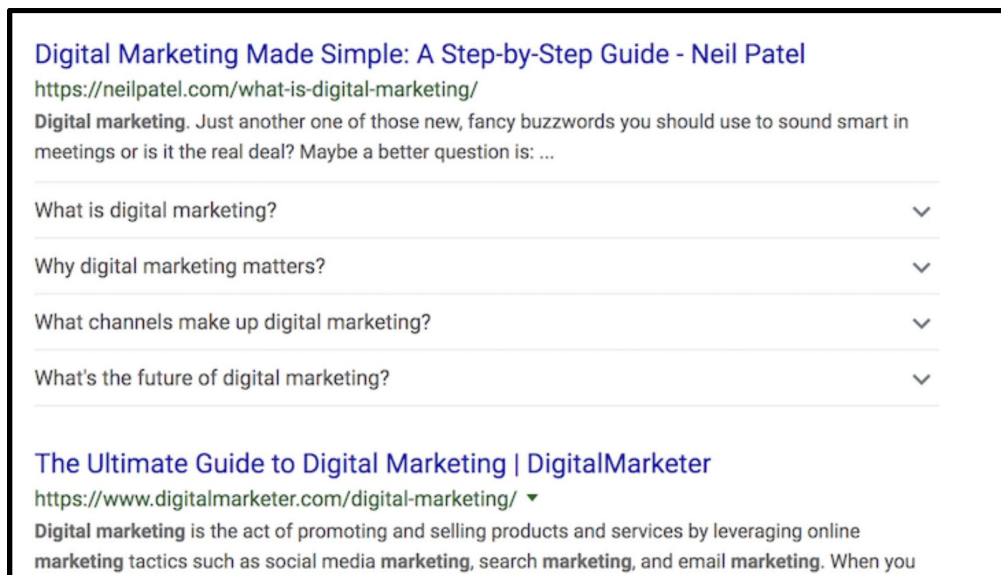 Digital Marketing Made Simple: A Step-by-Step Guide - Neil Patel
https://neilpatel.com/what-is-digital-marketing/
Digital marketing. Just another one of those new, fancy buzzwords you should use to sound smart in
meetings or is it the real deal? Maybe a better question is: ...
What is digital marketing?
Why digital marketing matters?
What channels make up digital marketing?
What's the future of digital marketing?
The Ultimate Guide to Digital Marketing | DigitalMarketer
https://www.digitalmarketer.com/digital-marketing/
Digital marketing is the act of promoting and selling products and services by leveraging online
marketing tactics such as social media marketing, search marketing, and email marketing. When you